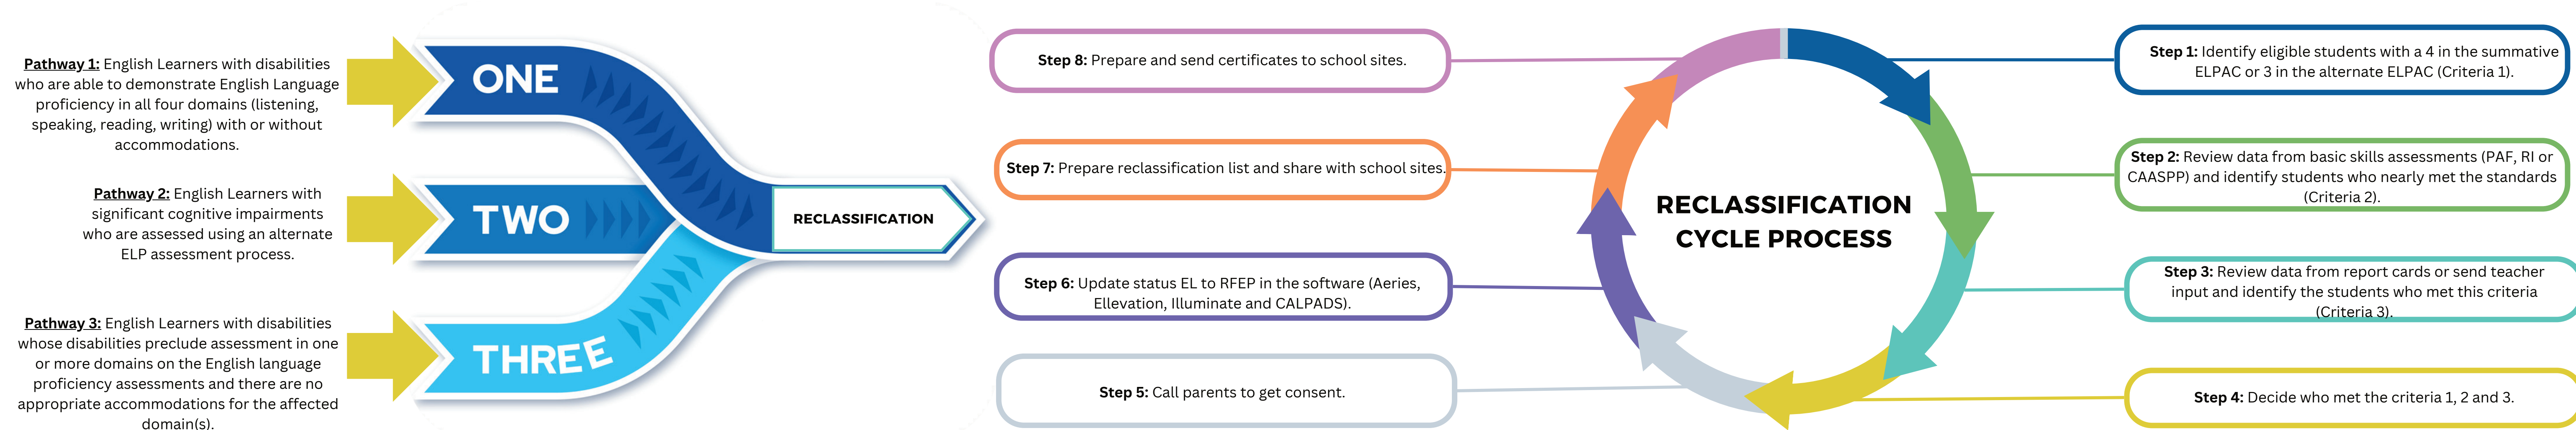 Pathway 1: English Learners with disabilities
who are able to demonstrate English Language
proficiency in all four domains (listening,
speaking, reading, writing) with or without
accommodations.
Pathway 2: English Learners with
significant cognitive impairments
who are assessed using an alternate
ELP assessment process.
Pathway 3: English Learners with disabilities
whose disabilities preclude assessment in one
or more domains on the English language
proficiency assessments and there are no
appropriate accommodations for the affected
domain(s).
ONE
TWO
THREE
RECLASSIFICATION
Step 8: Prepare and send certificates to school sites.
Step 7: Prepare reclassification list and share with school sites.
Step 6: Update status EL to RFEP in the software (Aeries,
Ellevation, Illuminate and CALPADS).
Step 5: Call parents to get consent.
RECLASSIFICATION
CYCLE PROCESS
Step 1: Identify eligible students with a 4 in the summative
ELPAC or 3 in the alternate ELPAC (Criteria 1).
Step 2: Review data from basic skills assessments (PAF, RI or
CAASPP) and identify students who nearly met the standards
(Criteria 2).
Step 3: Review data from report cards or send teacher
input and identify the students who met this criteria
(Criteria 3).
Step 4: Decide who met the criteria 1, 2 and 3.